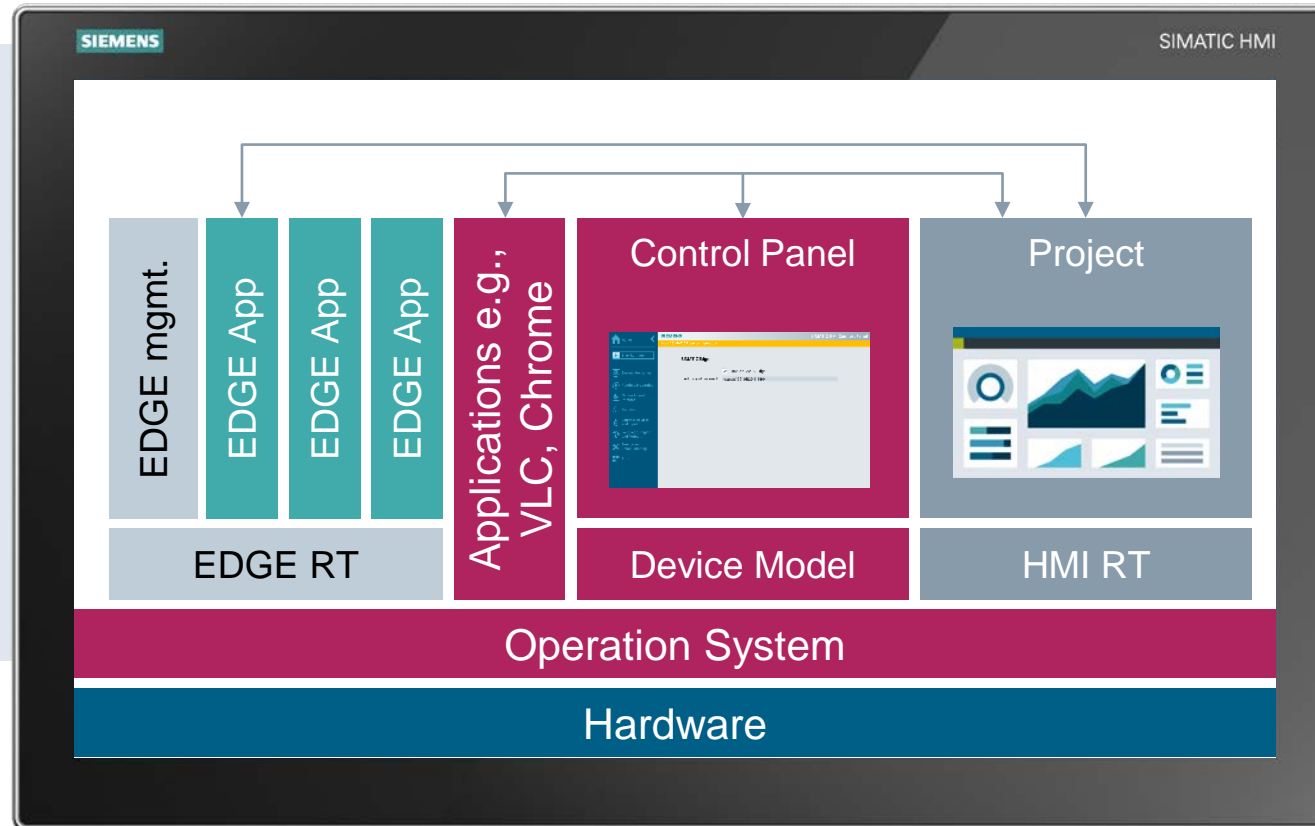 SIEMENS
SIMATIC HMI
EDGE mgmt.
EDGE App
EDGE App
EDGE App
Applications e.g.,
VLC, Chrome
Control Panel
Project
EDGE RT
Device Model
HMI RT
Operation System
Hardware